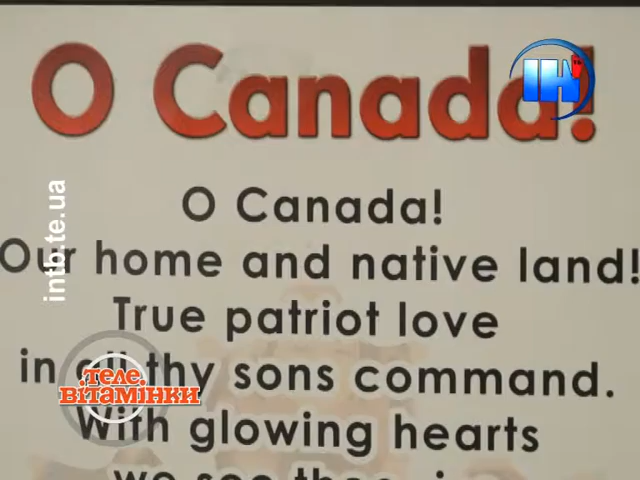 O Canada!
O Canada!
Our home and native land!
True patriot love
in all thy sons command.
With glowing hearts
intb.te.ua
теле.
вітамінки